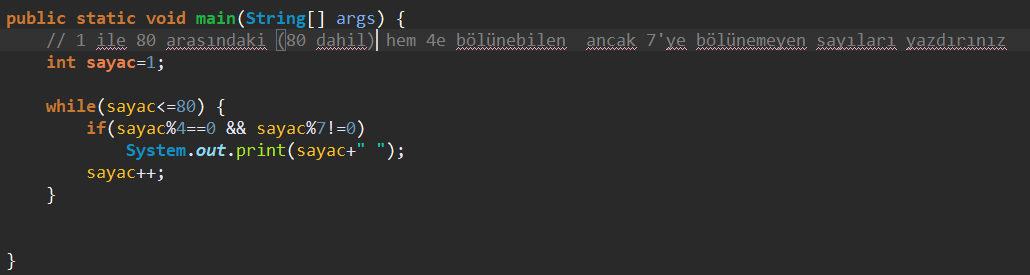 public static void main(String[] args) {
// 1 ile 80 arasındaki (80 dahil) hem 4e bölünebilen  ancak 7'ye bölünemeyen sayıları yazdırınız
int sayac=1;
while(sayac<=80) {
if(sayac%4==0 && sayac%7!=0)
System.out.print(sayac+" ");
sayac++;
}
}